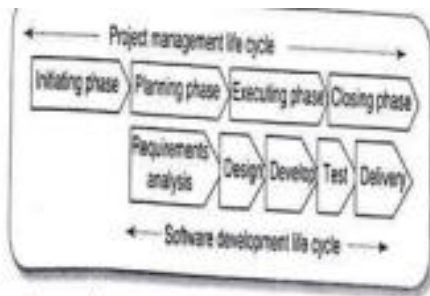 Project management life cycle
Initiating phase Planning phase Executing phase Closing phase
Requirements analysis Design Develop Test Delivery
Software development life cycle